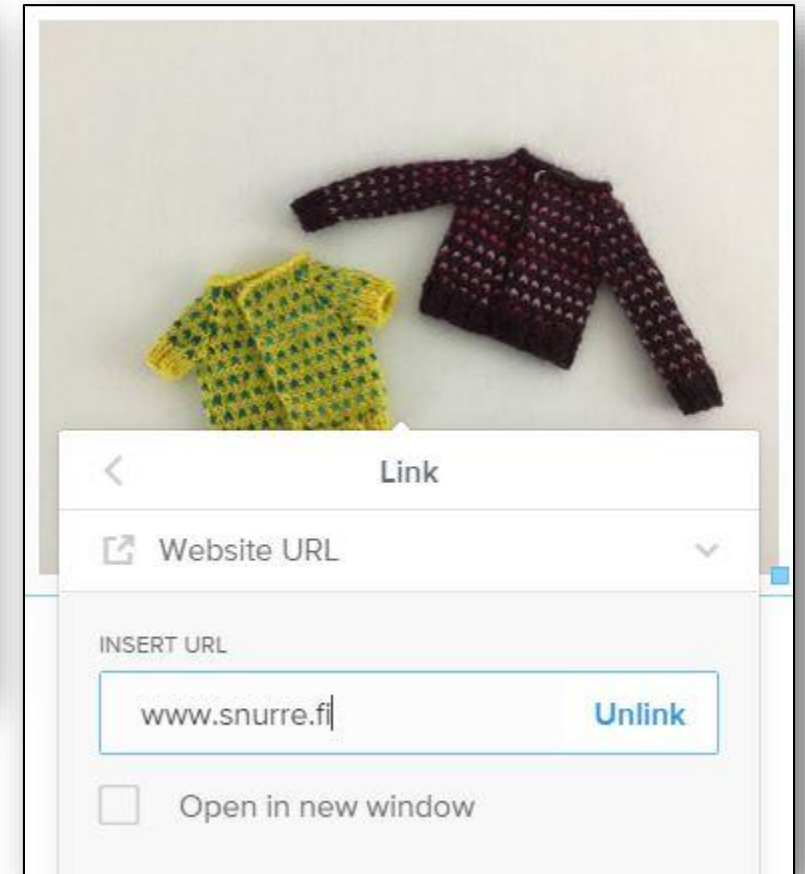 Link
Website URL
INSERT URL
www.snurre.fi Unlink
Open in new window